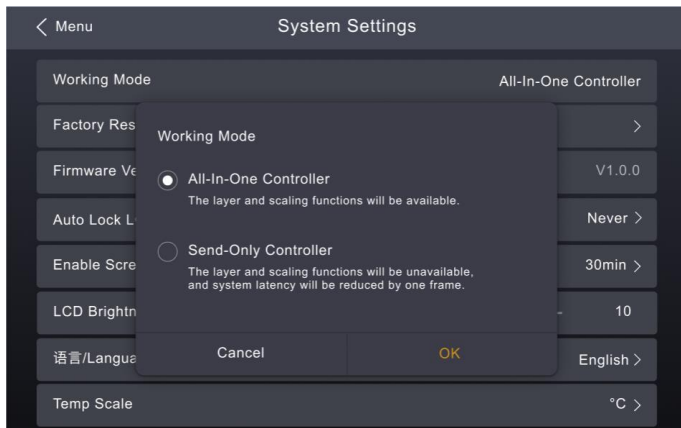 Menu
System Settings
Working Mode
All-In-One Controller
Factory Res
Working Mode
Firmware Ve
V1.0.0
All-In-One Controller
The layer and scaling functions will be available.
Auto Lock L
Never
Send-Only Controller
Enable Scre
30min
The layer and scaling functions will be unavailable,
and system latency will be reduced by one frame.
LCD Brightn
10
Cancel
OK
语言/Langua
English
Temp Scale
°C